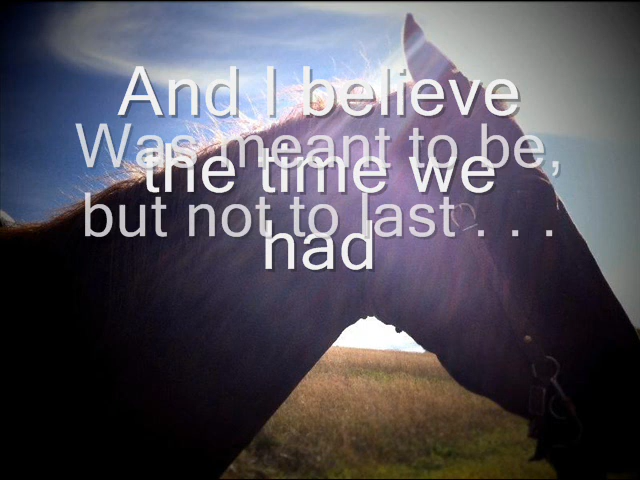 And I believe
the time we
had
Was meant to be,
but not to last . . .